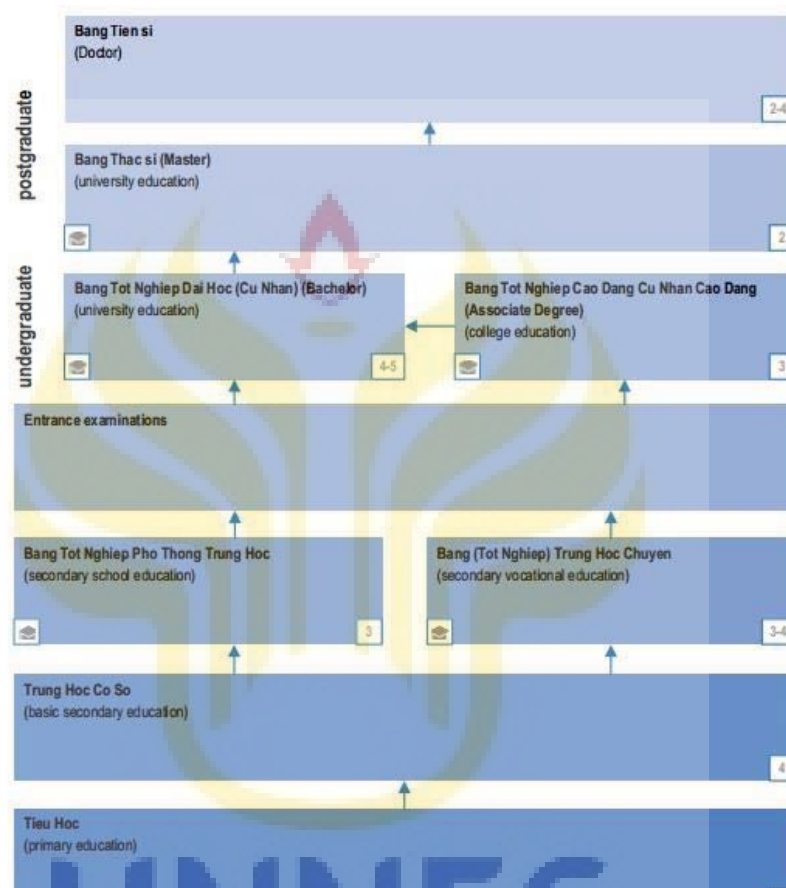 Bang Tien si
(Doctor)
2-4
postgraduate
Bang Thac si (Master)
(university education)
2
undergraduate
Bang Tot Nghiep Dai Hoc (Cu Nhan) (Bachelor)
(university education)
4-5
Bang Tot Nghiep Cao Dang Cu Nhan Cao Dang
(Associate Degree)
(college education)
3
Entrance examinations
Bang Tot Nghiep Pho Thong Trung Hoc
(secondary school education)
3
Bang (Tot Nghiep) Trung Hoc Chuyen
(secondary vocational education)
3-4
Trung Hoc Co So
(basic secondary education)
4
Tieu Hoc
(primary education)